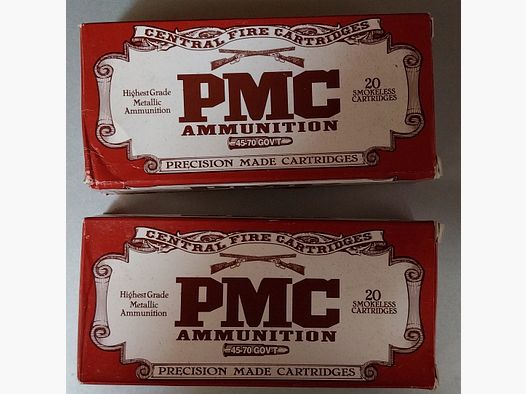 CENTRAL FIRE CARTRIDGES
Highest Grade
Metallic
Ammunition
PMC
AMMUNITION
45-70 GOV'T
20
SMOKELESS
CARTRIDGES
PRECISION MADE CARTRIDGES
CENTRAL FIRE CARTRIDGES
Highest Grade
Metallic
Ammunition
PMC
AMMUNITION
45-70 GOV'T
20
SMOKELESS
CARTRIDGES
PRECISION MADE CARTRIDGES